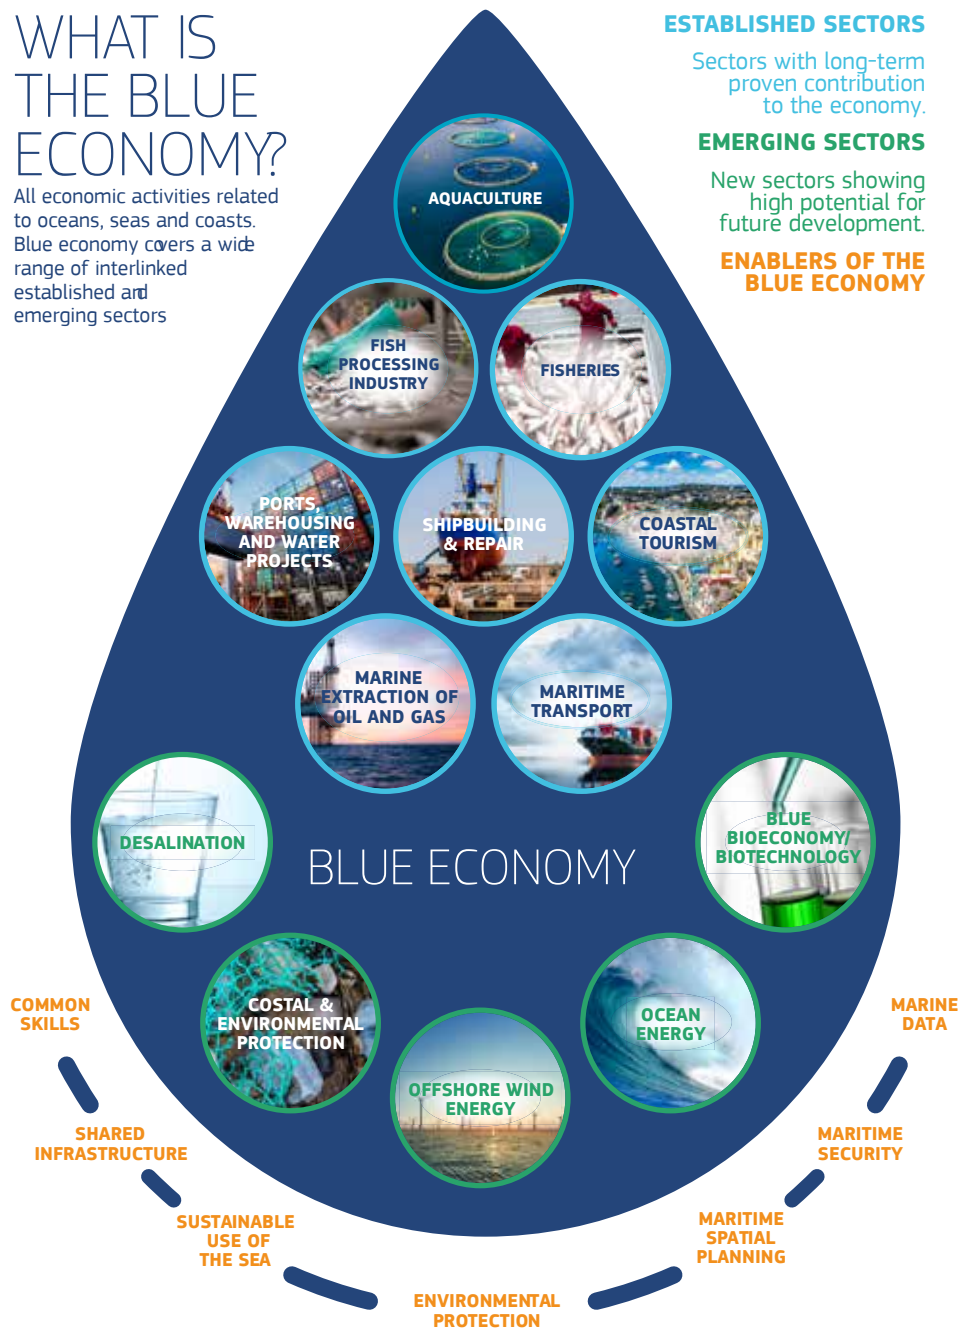 WHAT IS
THE BLUE
ECONOMY?
All economic activities related
to oceans, seas and coasts.
Blue economy covers a wide
range of interlinked
established and
emerging sectors
ESTABLISHED SECTORS
Sectors with long-term
proven contribution
to the economy.
EMERGING SECTORS
New sectors showing
high potential for
future development.
ENABLERS OF THE
BLUE ECONOMY
AQUACULTURE
FISH
PROCESSING
INDUSTRY
FISHERIES
PORTS,
WAREHOUSING
AND WATER
PROJECTS
SHIPBUILDING
& REPAIR
COASTAL
TOURISM
MARINE
EXTRACTION OF
OIL AND GAS
MARITIME
TRANSPORT
DESALINATION
BLUE ECONOMY
BLUE
BIOECONOMY/
BIOTECHNOLOGY
COSTAL &
ENVIRONMENTAL
PROTECTION
OFFSHORE WIND
ENERGY
OCEAN
ENERGY
COMMON
SKILLS
SHARED
INFRASTRUCTURE
SUSTAINABLE
USE OF
THE SEA
ENVIRONMENTAL
PROTECTION
MARITIME
SPATIAL
PLANNING
MARITIME
SECURITY
MARINE
DATA